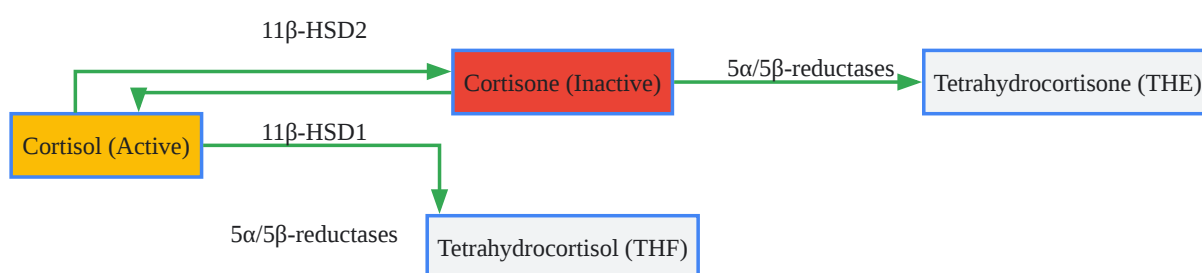 11β-HSD2
Cortisone (Inactive)
5α/5β-reductases
Tetrahydrocortisone (THE)
Cortisol (Active)
11β-HSD1
5α/5β-reductases
Tetrahydrocortisol (THF)